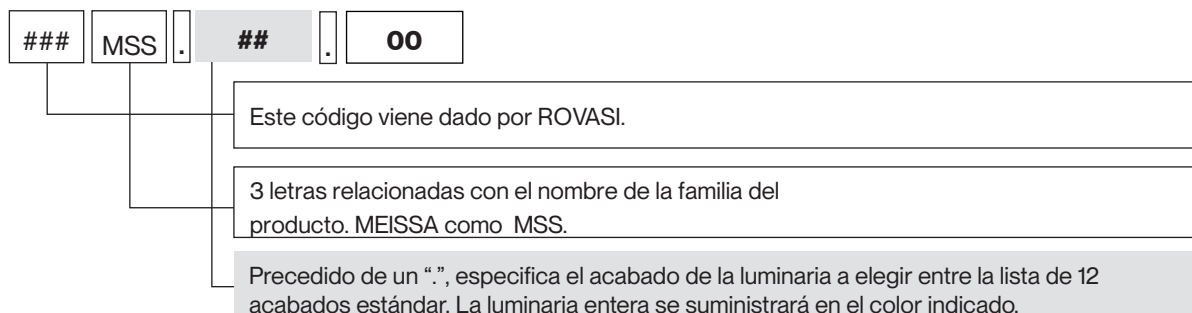 ### MSS . ## . 00
Este código viene dado por ROVASI.
3 letras relacionadas con el nombre de la familia del
producto. MEISSA como MSS.
Precedido de un “.”, especifica el acabado de la luminaria a elegir entre la lista de 12
acabados estándar. La luminaria entera se suministrará en el color indicado.